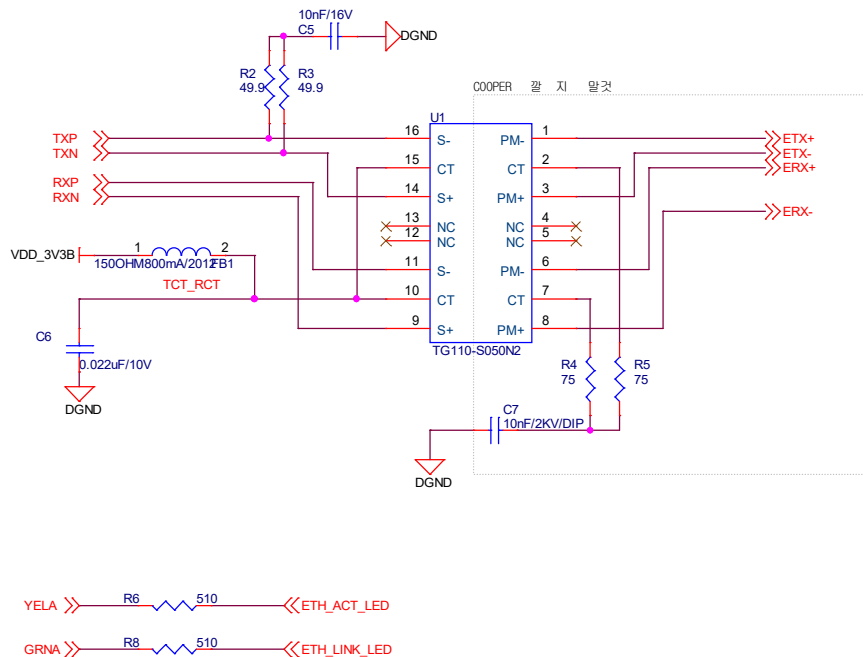 10nF/16V
C5
DGND
R2
49.9
R3
49.9
COOPER 깔 지 말것
U1
TXP
TXN
RXP
RXN
16
15
14
13
12
11
10
9
S-
CT
S+
NC
NC
S-
CT
S+
PM-
CT
PM+
NC
NC
PM-
CT
PM+
1
2
3
4
5
6
7
8
ETX+
ETX-
ERX+
ERX-
VDD_3V3B
1
2
150OHM800mA/2012
FB1
TCT_RCT
TG110-S050N2
C6
0.022uF/10V
DGND
R4
75
R5
75
C7
10nF/2KV/DIP
DGND
YELA
R6
510
ETH_ACT_LED
GRNA
R8
510
ETH_LINK_LED